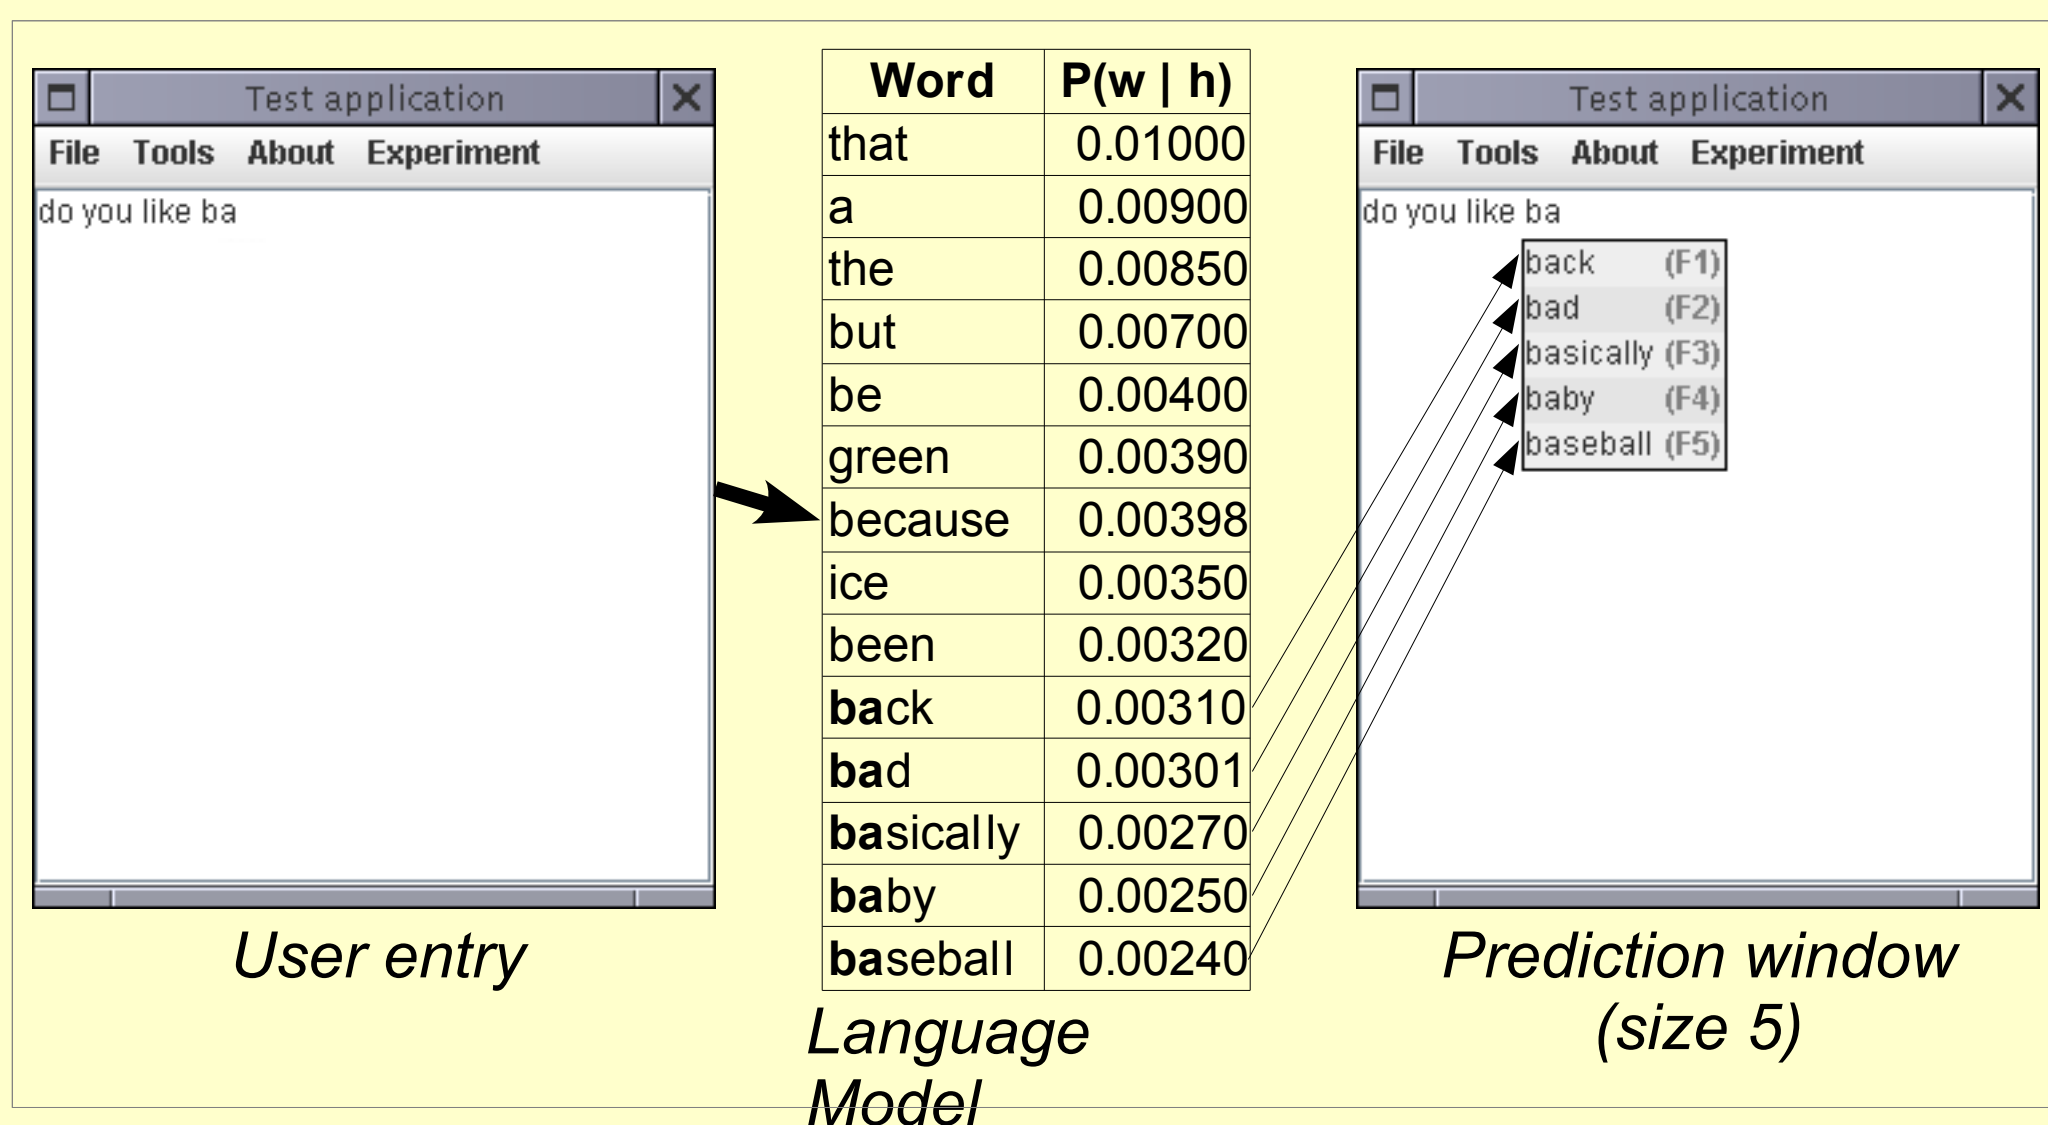 Test application
File Tools About Experiment
do you like ba
User entry
Word P(w | h)
that 0.01000
a 0.00900
the 0.00850
but 0.00700
be 0.00400
green 0.00390
because 0.00398
ice 0.00350
been 0.00320
back 0.00310
bad 0.00301
basically 0.00270
baby 0.00250
baseball 0.00240
Language
Model
Test application
File Tools About Experiment
do you like ba
back (F1)
bad (F2)
basically (F3)
baby (F4)
baseball (F5)
Prediction window
(size 5)